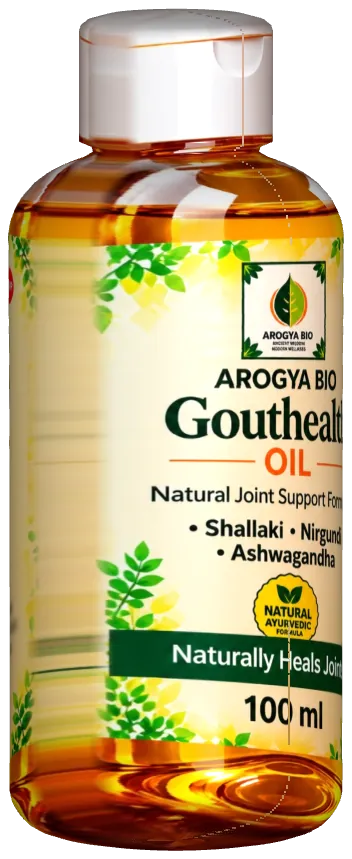 AROGYA BIO
ANCIENT WISDOM
MODERN WELLNESS
AROGYA BIO
Gouthealt
OIL
Natural Joint Support Form
• Shallaki • Nirgundi
• Ashwagandha
NATURAL
AYURVEDIC
FORMULA
Naturally Heals Joint
100 ml